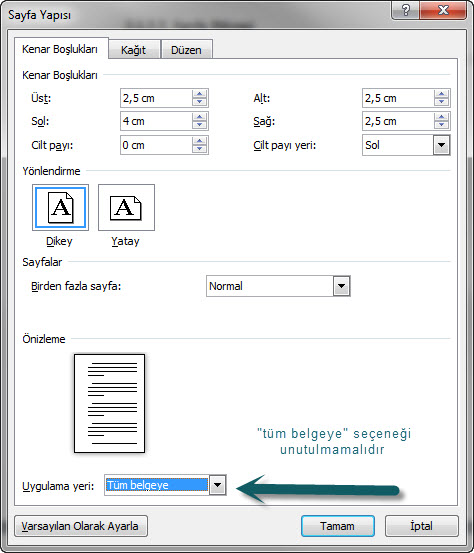 Sayfa Yapısı
Kenar Boşlukları Kağıt Düzen
Kenar Boşlukları
Üst: 2,5 cm Alt: 2,5 cm
Sol: 4 cm Sağ: 2,5 cm
Cilt payı: 0 cm Cilt payı yeri: Sol
Yönlendirme
A A
Dikey Yatay
Sayfalar
Birden fazla sayfa: Normal
Önizleme
"tüm belgeye" seçeneği
unutulmamalıdır
Uygulama yeri: Tüm belgeye
Varsayılan Olarak Ayarla Tamam İptal